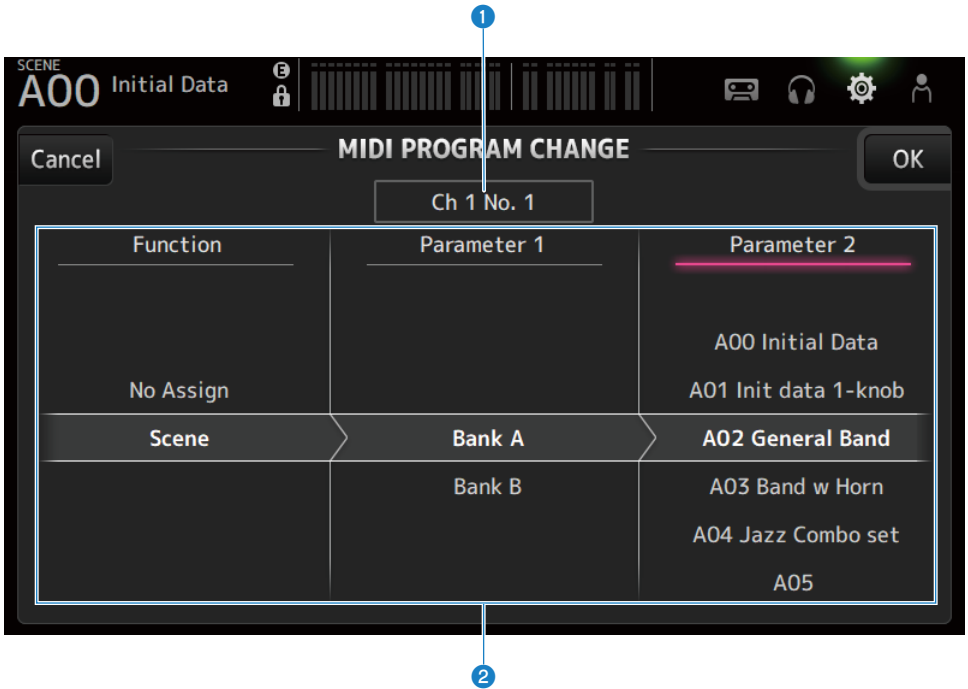 1
SCENE
A00 Initial Data
E
Cancel
MIDI PROGRAM CHANGE
OK
Ch 1 No. 1
Function
Parameter 1
Parameter 2
A00 Initial Data
No Assign
A01 Init data 1-knob
Scene
Bank A
A02 General Band
Bank B
A03 Band w Horn
A04 Jazz Combo set
A05
2